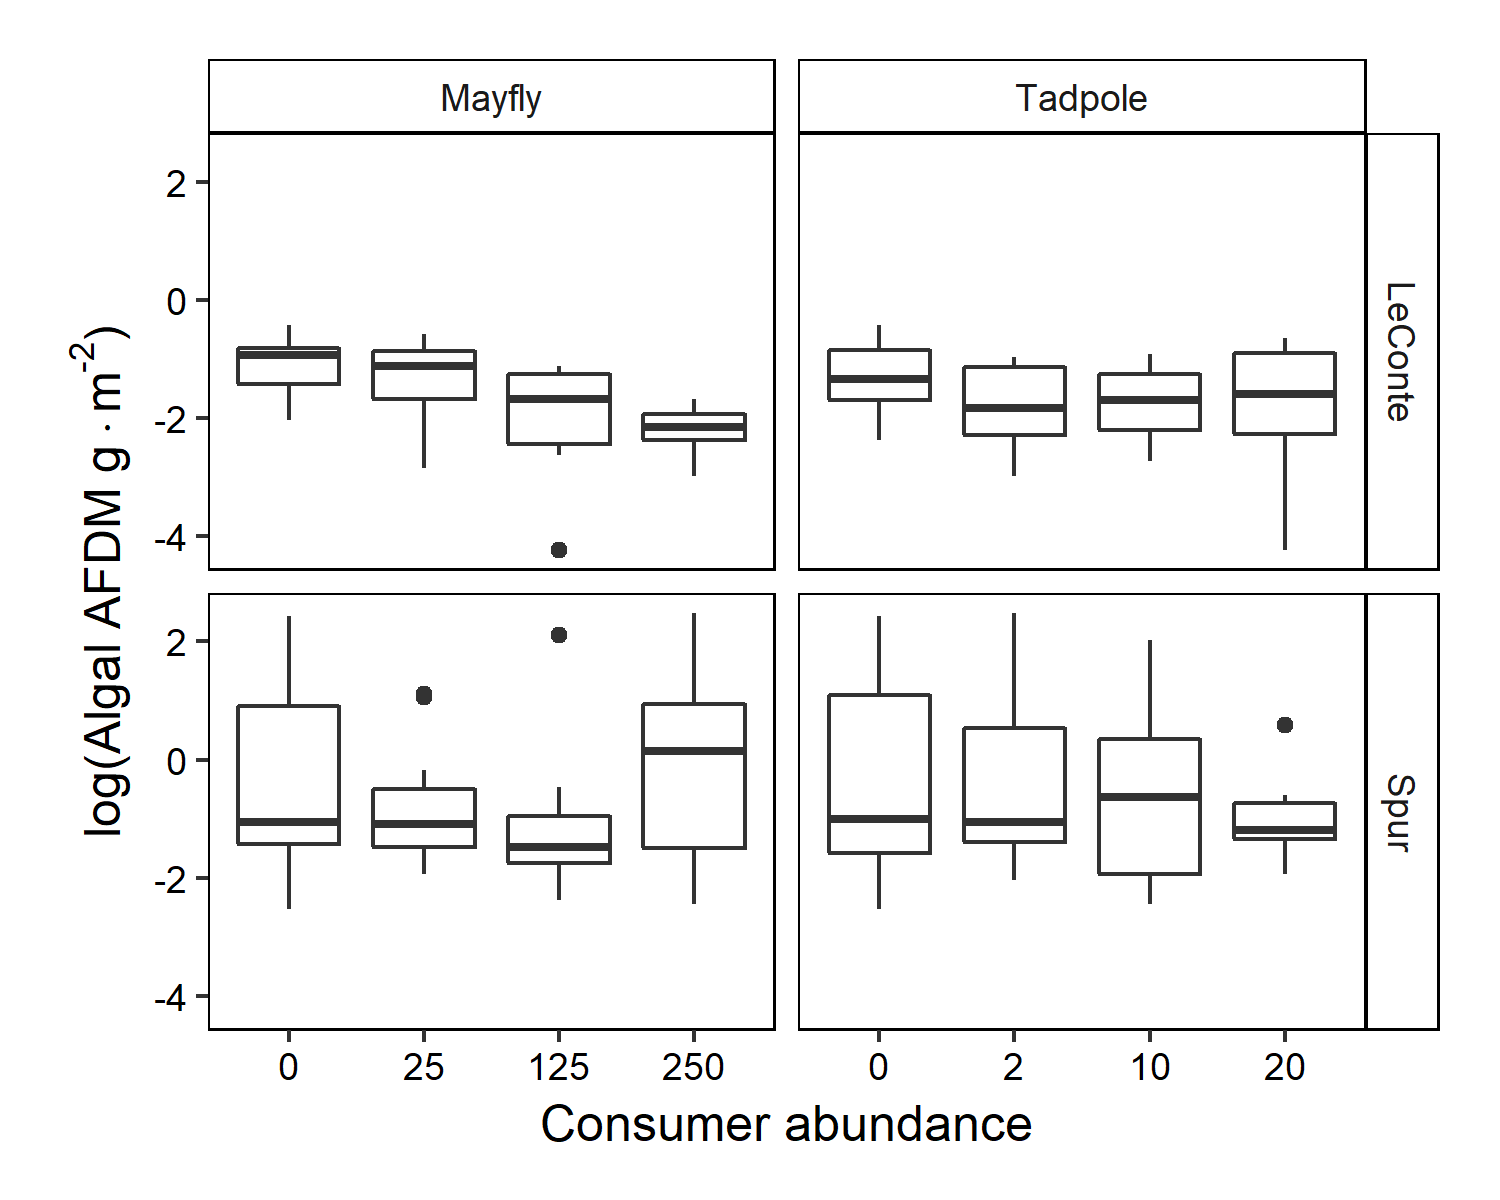 Mayfly Tadpole
2
0
-2
-4
LeConte
2
0
-2
-4
Spur
log(Algal AFDM g · m⁻²)
0 25 125 250 0 2 10 20
Consumer abundance